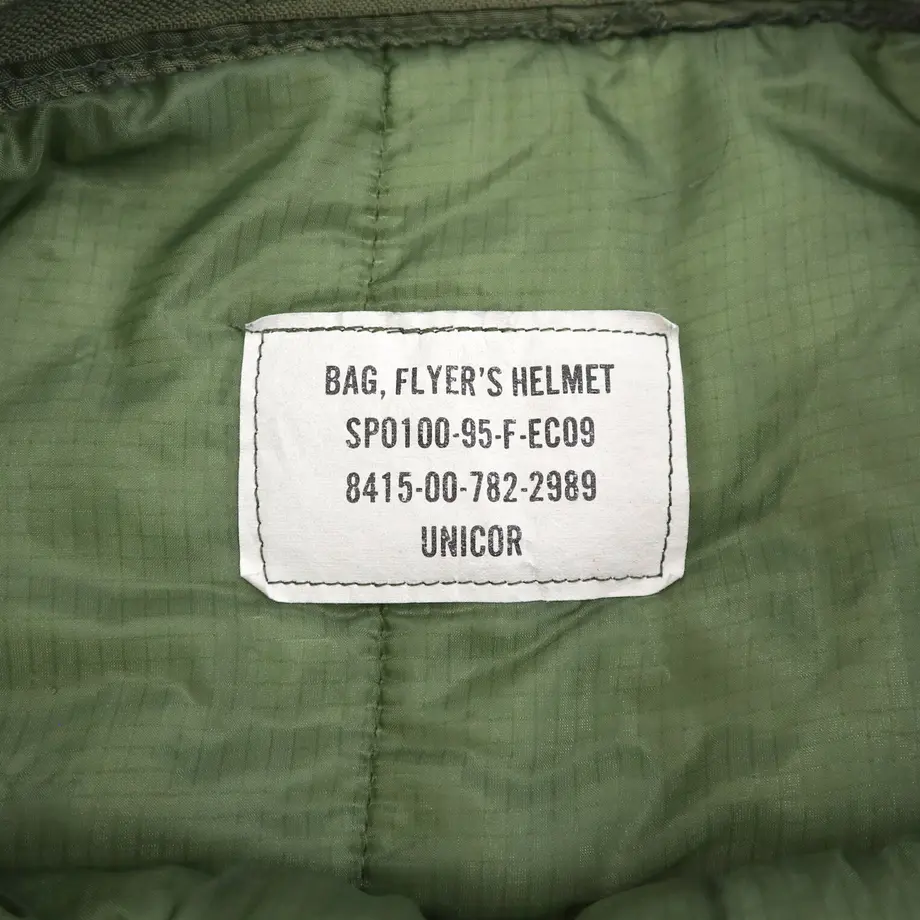 BAG, FLYER'S HELMET
SP0100-95-F-EC09
8415-00-782-2989
UNICOR